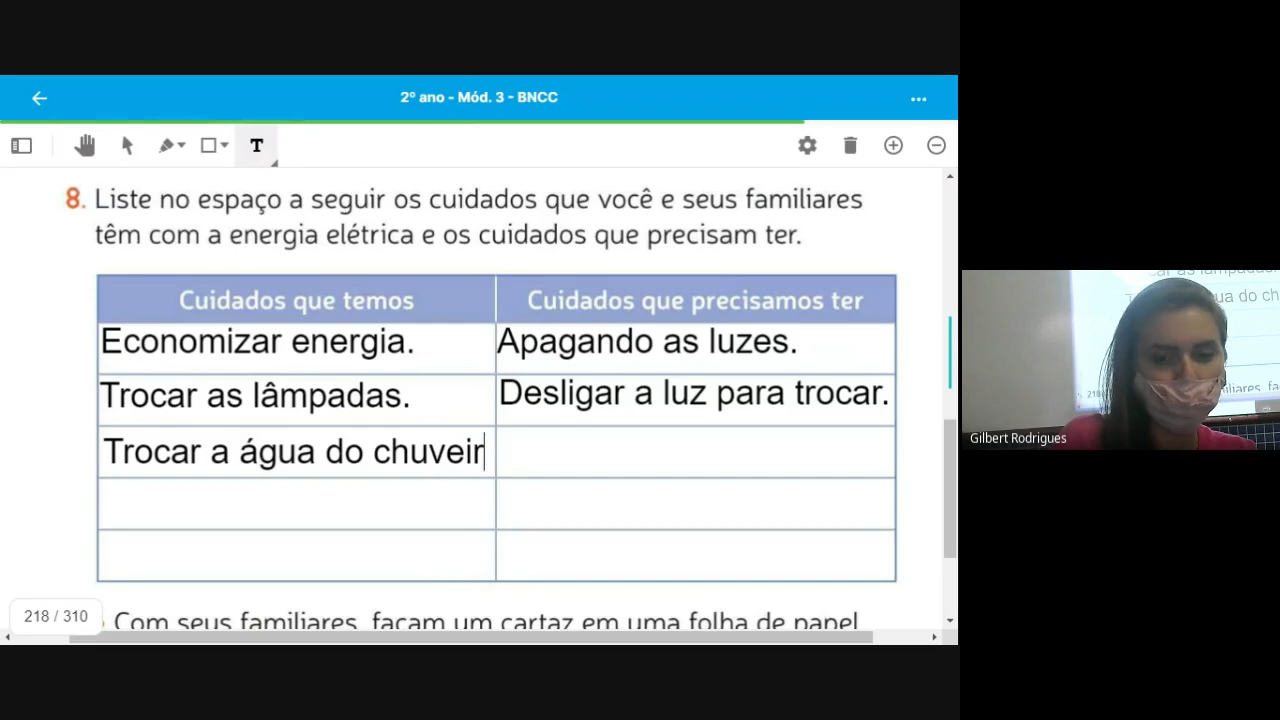 2º ano - Mód. 3 - BNCC
T
8. Liste no espaço a seguir os cuidados que você e seus familiares
têm com a energia elétrica e os cuidados que precisam ter.
Cuidados que temos Cuidados que precisamos ter
Economizar energia. Apagando as luzes.
Trocar as lâmpadas. Desligar a luz para trocar.
Trocar a água do chuveir
218 / 310
Com seus familiares, façam um cartaz em uma folha de papel
ua do ch
Gilbert Rodrigues